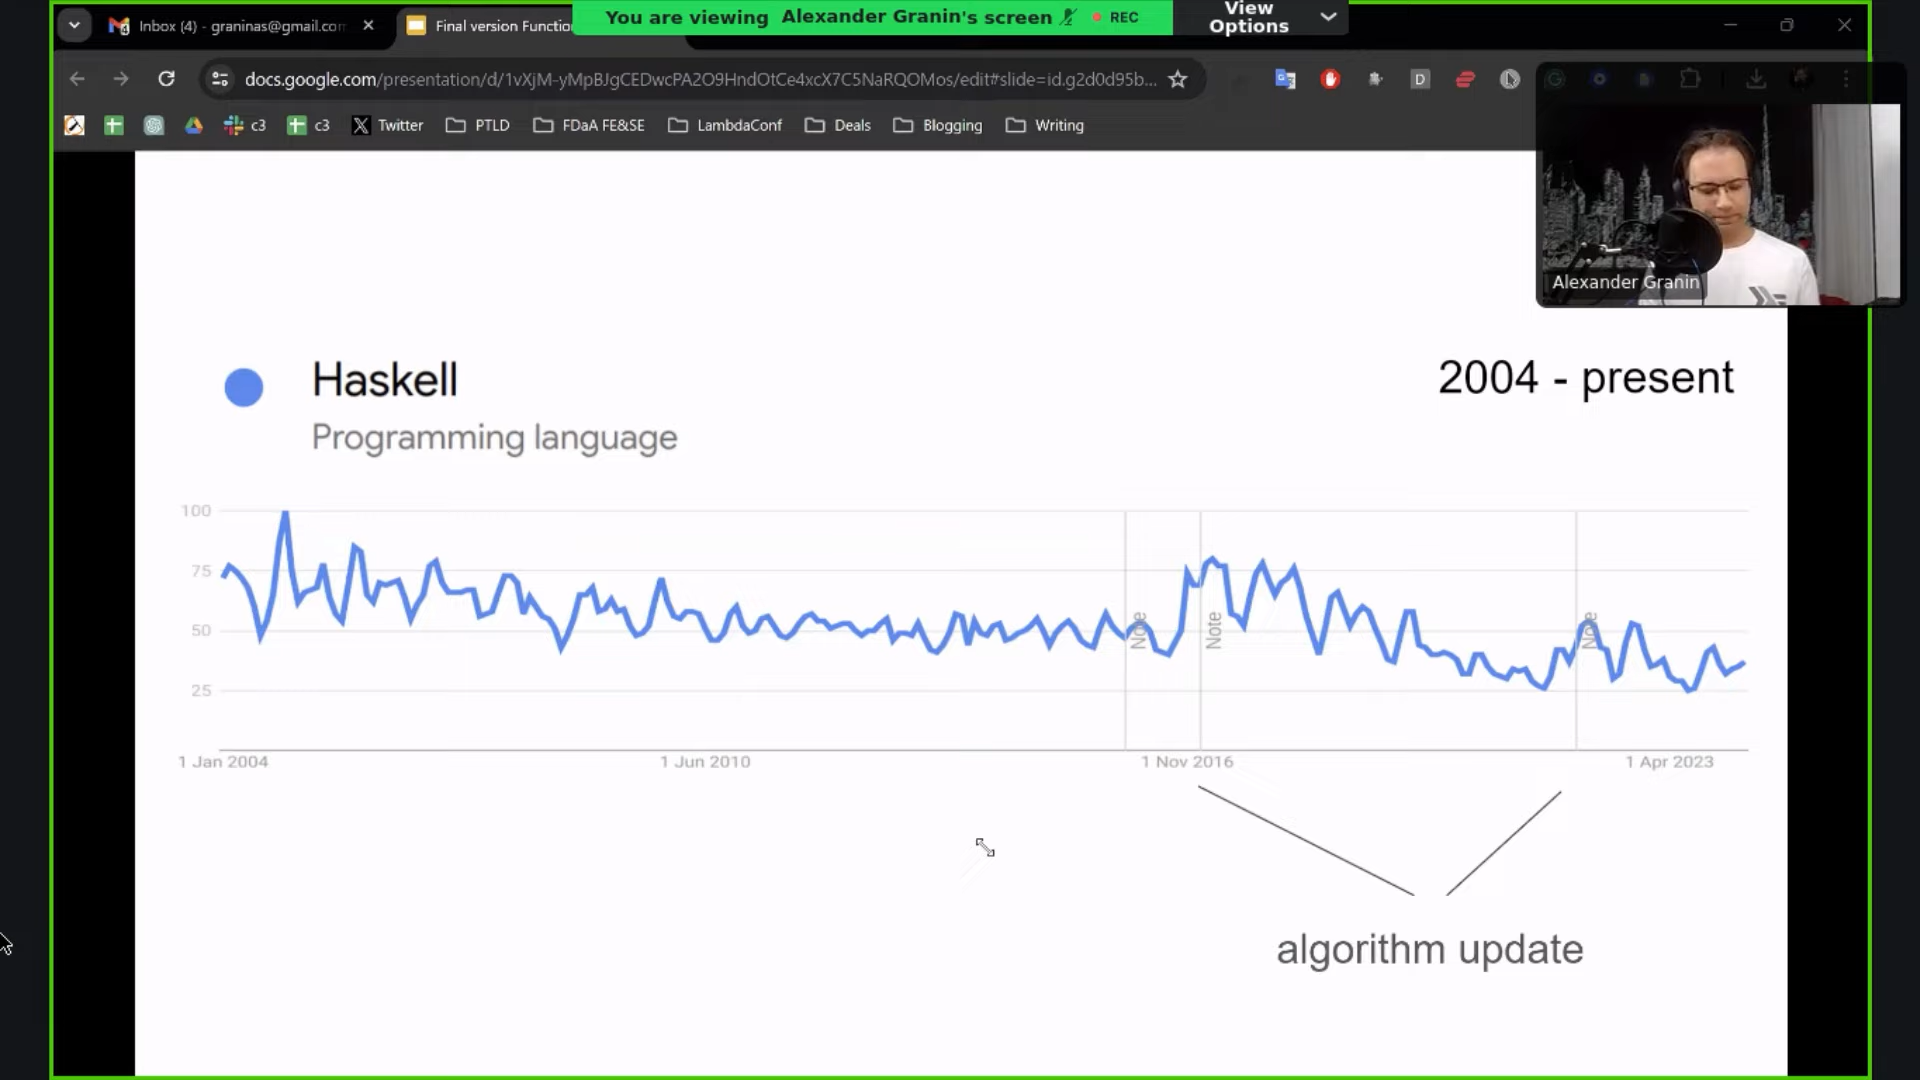 Inbox (4) - graninas@gmail.com
Final version Functio
You are viewing Alexander Granin's screen
REC
View Options
docs.google.com/presentation/d/1vXjM-yMpBJgCEDwcPA2O9HndOtCe4xcX7C5NaRQOMos/edit#slide=id.g2d0d95b...
c3
c3
Twitter
PTLD
FDaA FE&SE
LambdaConf
Deals
Blogging
Writing
Alexander Granin
Haskell
2004 - present
Programming language
100
75
50
25
Note
Note
Note
1 Jan 2004
1 Jun 2010
1 Nov 2016
1 Apr 2023
algorithm update